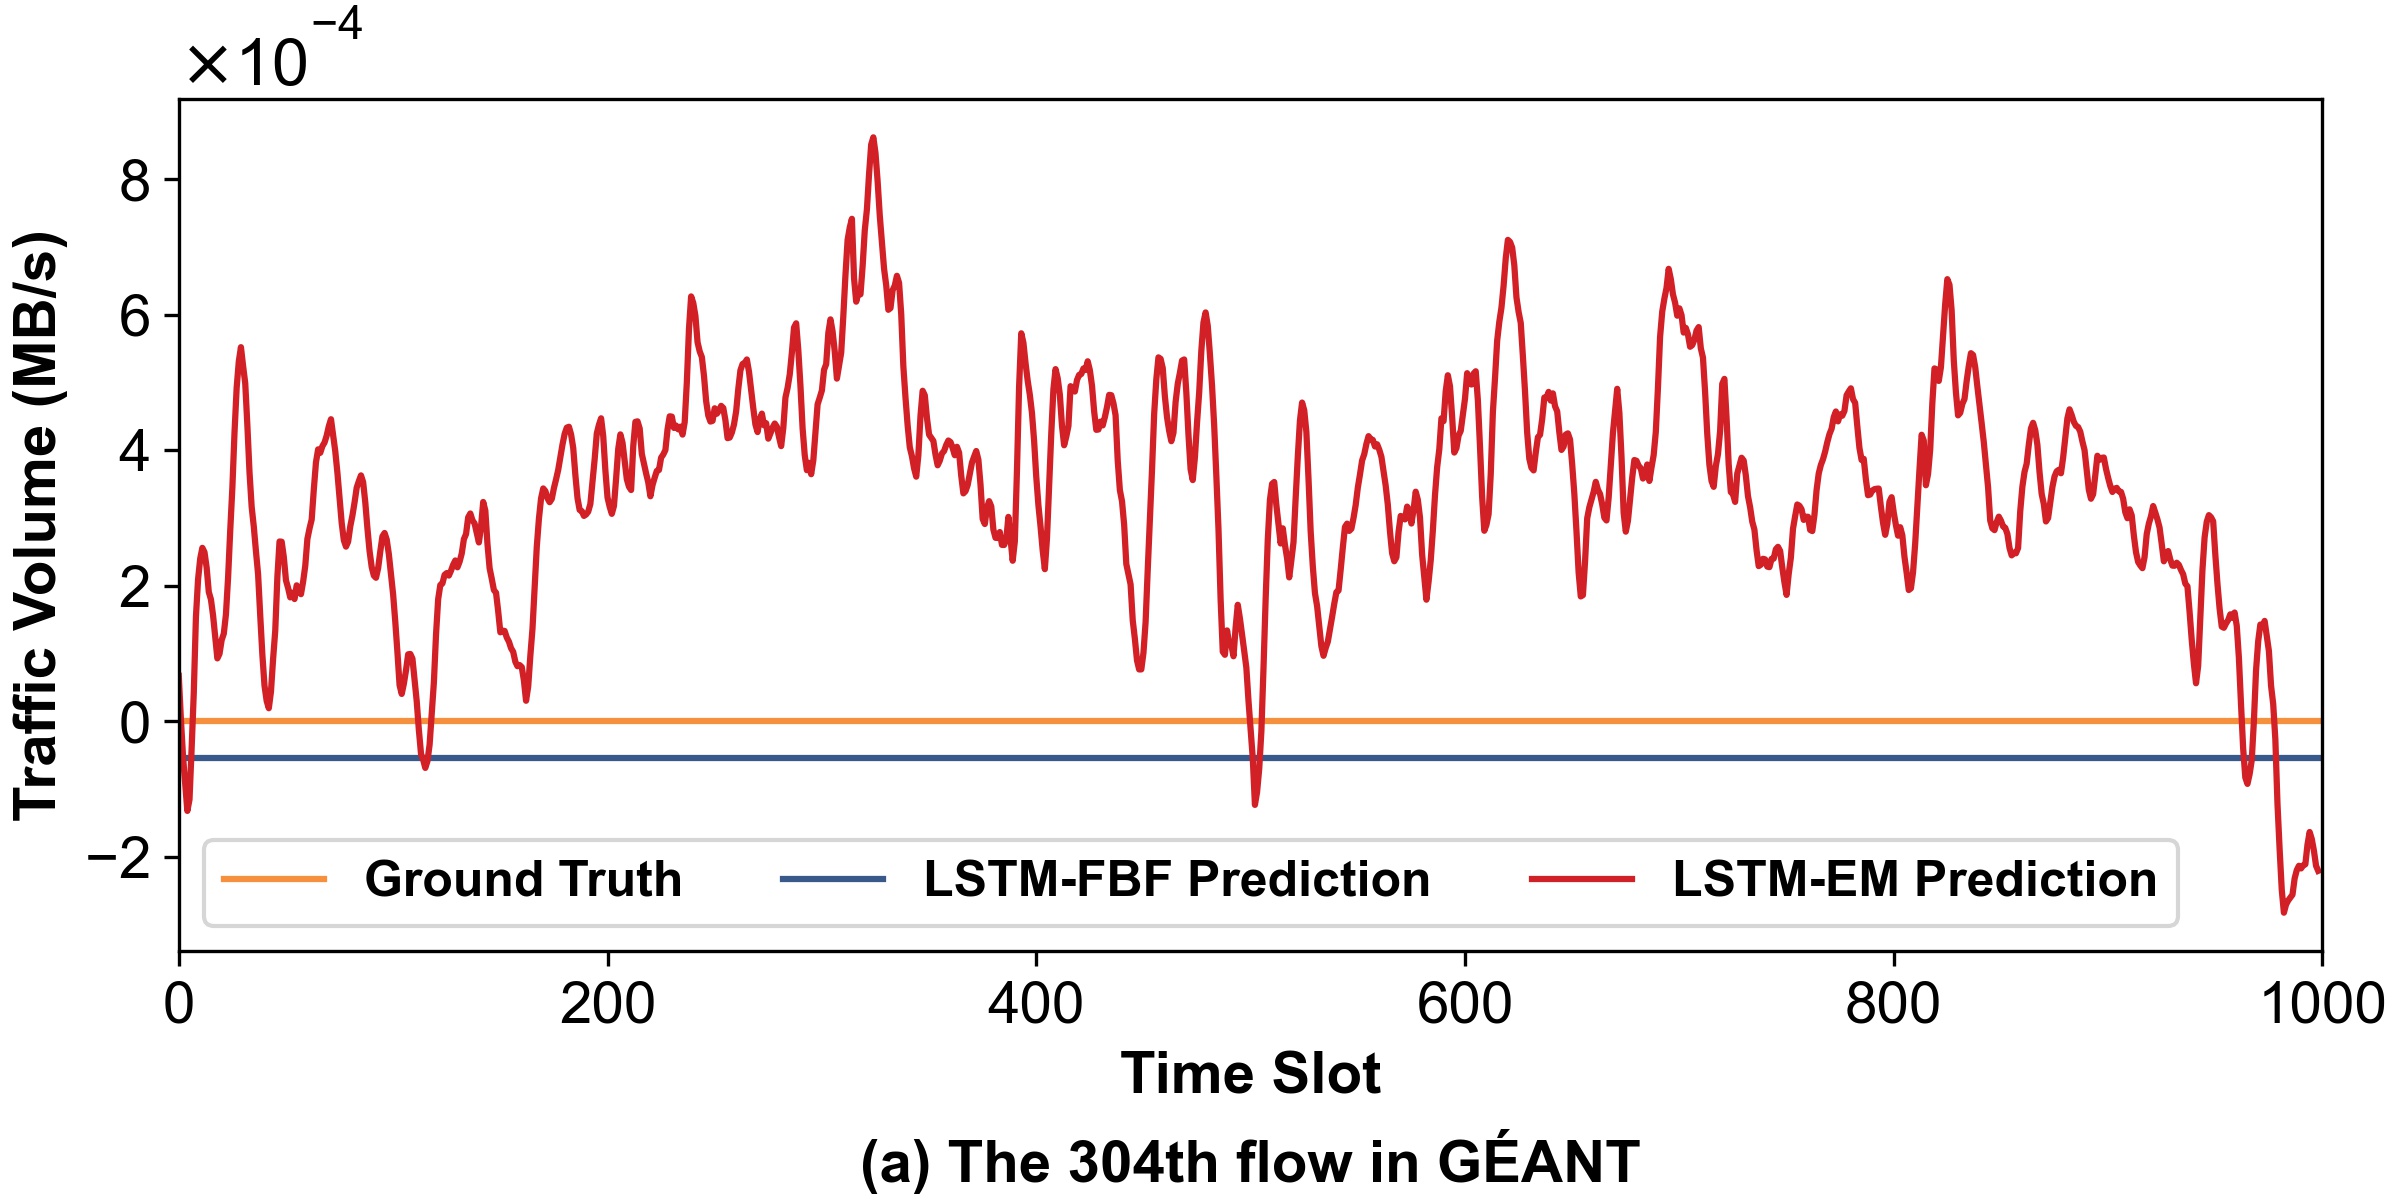 ×10⁻⁴
8
6
4
2
0
−2
Traffic Volume (MB/s)
Ground Truth LSTM-FBF Prediction LSTM-EM Prediction
0 200 400 600 800 1000
Time Slot
(a) The 304th flow in GÉANT